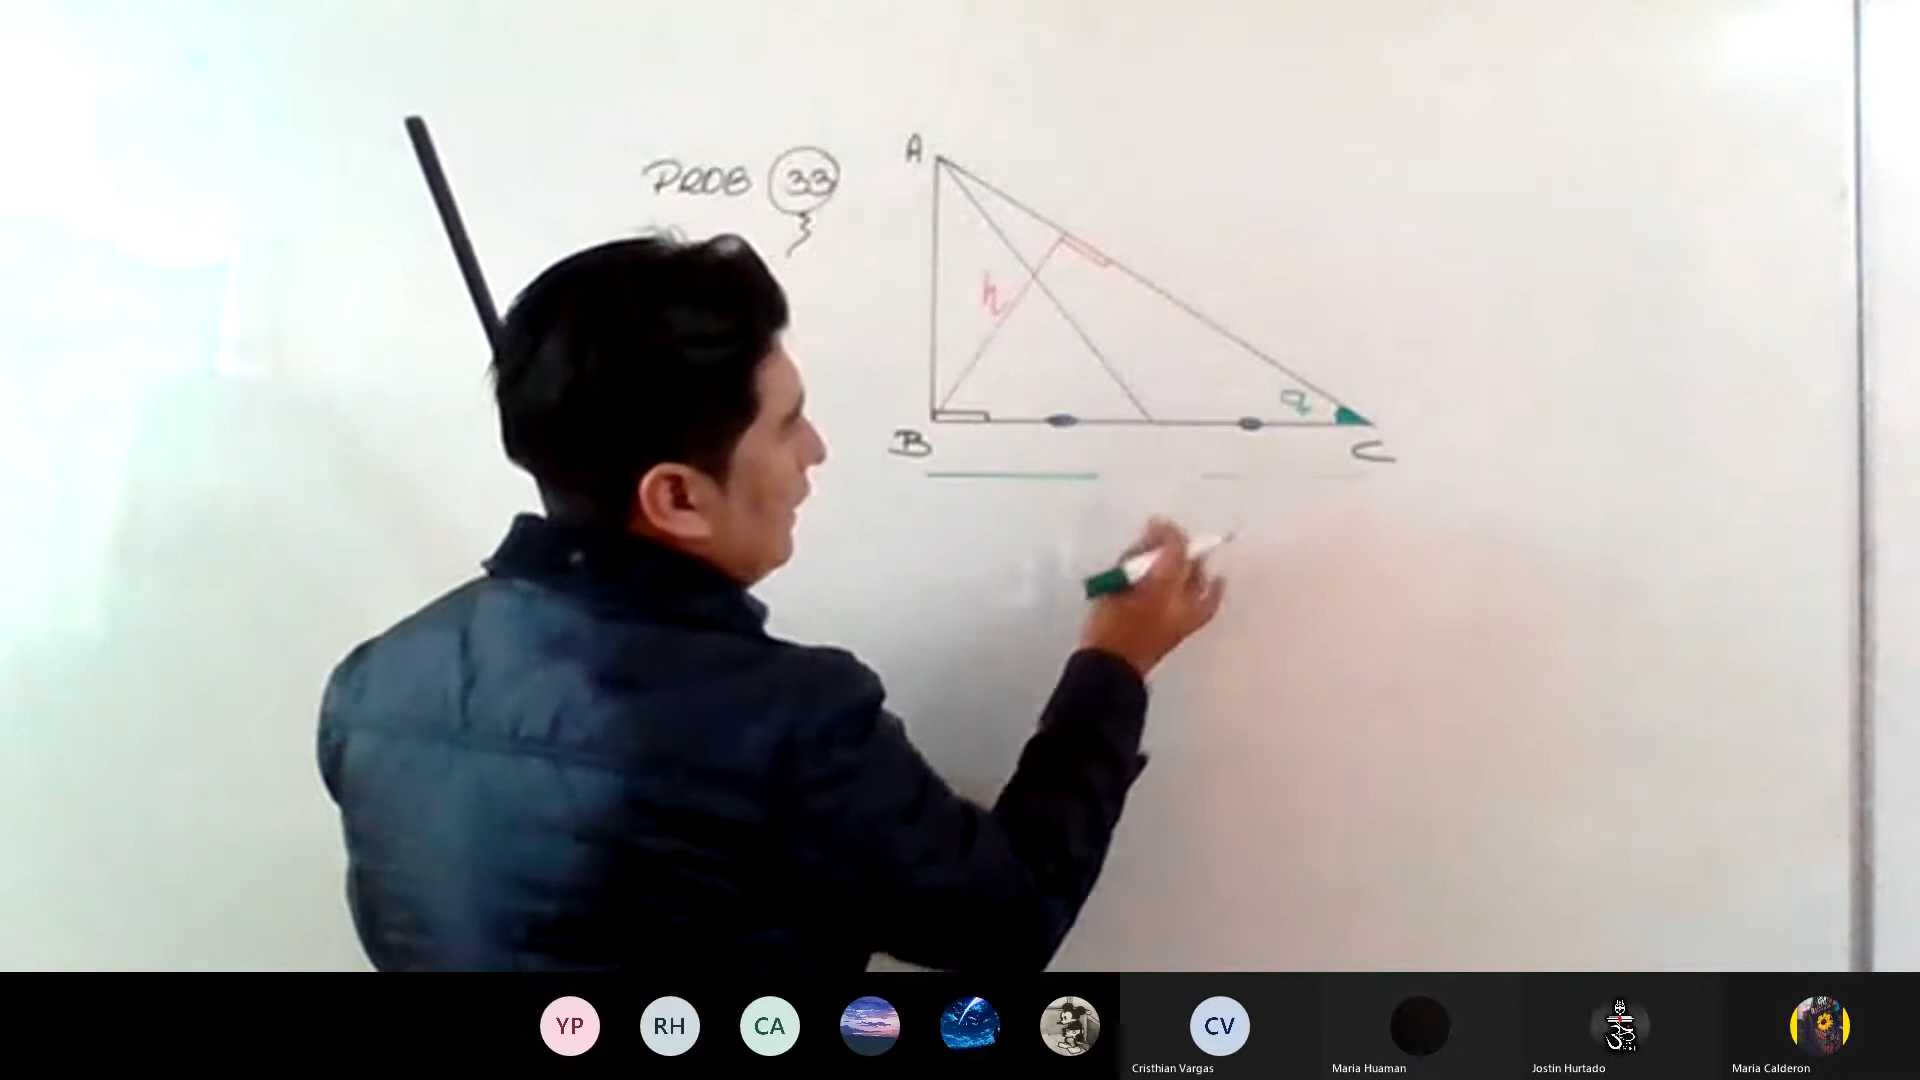 PROB 33
A
h
B
C
YP
RH
CA
CV
Cristhian Vargas
Maria Huaman
Jostin Hurtado
Maria Calderon